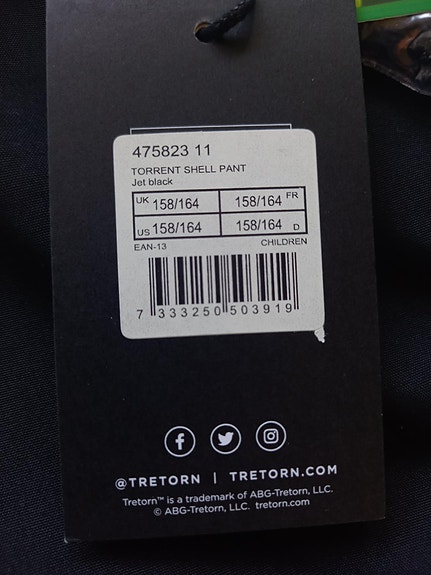 475823 11
TORRENT SHELL PANT
Jet black
UK 158/164 158/164 FR
US 158/164 158/164 D
EAN-13 CHILDREN
7 333250 503919
@TRETORN | TRETORN.COM
Tretorn™ is a trademark of ABG-Tretorn, LLC.
© ABG-Tretorn, LLC. tretorn.com